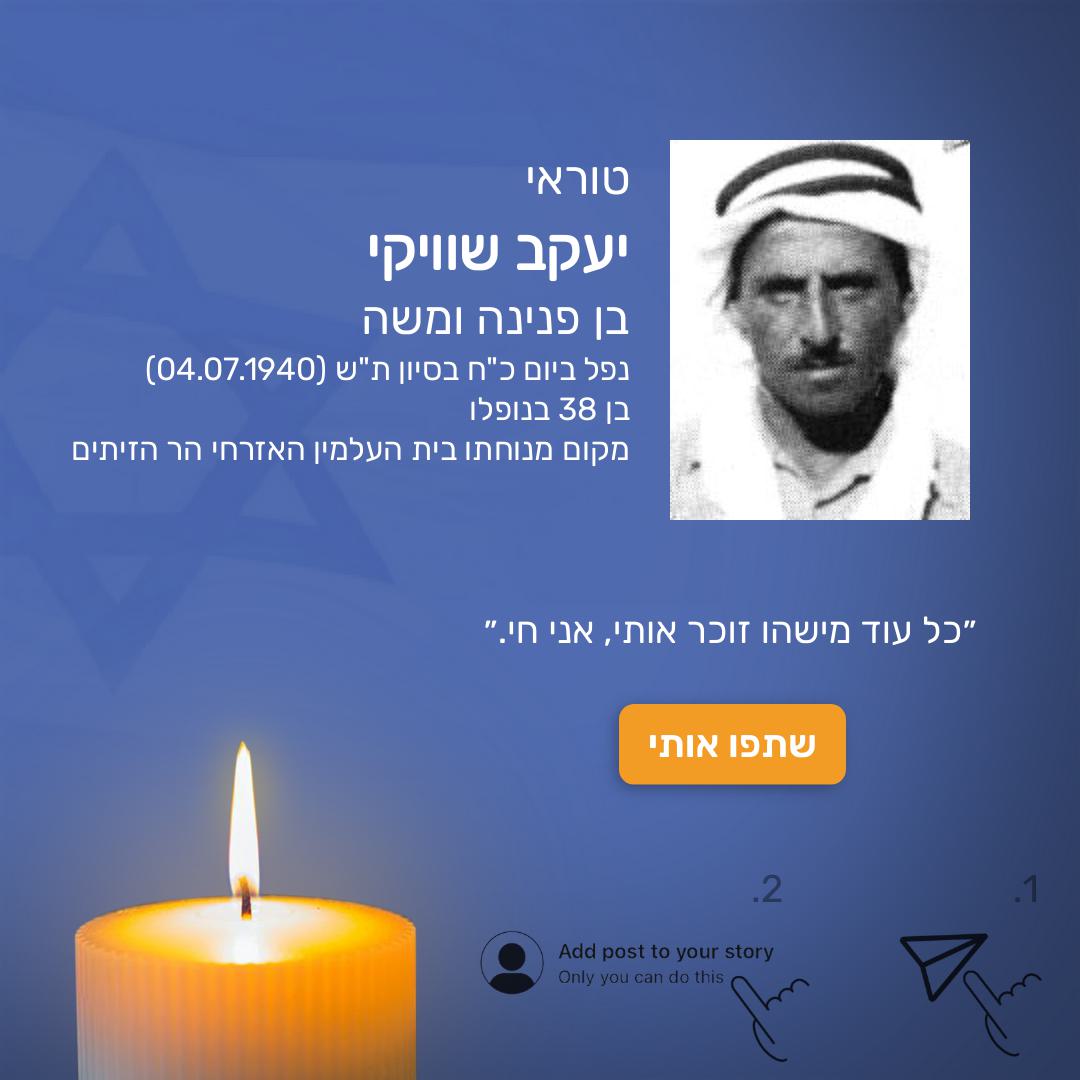 טוראי
יעקב שוויקי
בן פנינה ומשה
נפל ביום כ"ח בסיון ת"ש (04.07.1940)
בן 38 בנופלו
מקום מנוחתו בית העלמין האזרחי הר הזיתים
״כל עוד מישהו זוכר אותי, אני חי.״
שתפו אותי
.1
.2
Add post to your story
Only you can do this